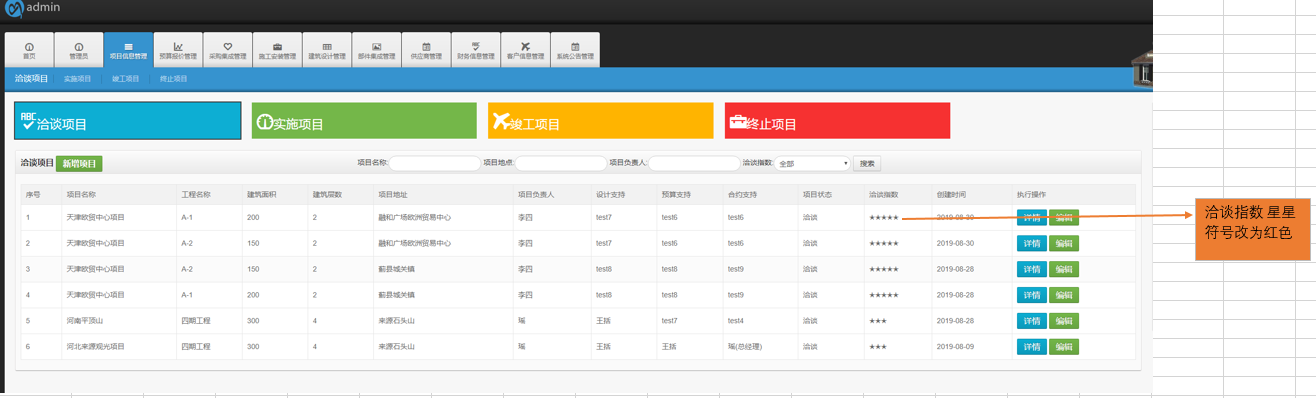 admin
首页 管理员 项目信息管理 预算报价管理 采购集成管理 施工安装管理 建筑设计管理 部件集成管理 供应商管理 财务信息管理 客户信息管理 系统公告管理
洽谈项目 实施项目 竣工项目 终止项目
ABC 洽谈项目 实施项目 竣工项目 终止项目
洽谈项目 新增项目 项目名称: 项目地点: 项目负责人: 洽谈指数: 全部 搜索
序号 项目名称 工程名称 建筑面积 建筑层数 项目地址 项目负责人 设计支持 预算支持 合约支持 项目状态 洽谈指数 创建时间 执行操作
1 天津欧贸中心项目 A-1 200 2 融和广场欧洲贸易中心 李四 test7 test6 test6 洽谈 ★★★★★ 2019-08-30 详情 编辑
2 天津欧贸中心项目 A-2 150 2 融和广场欧洲贸易中心 李四 test7 test6 test6 洽谈 ★★★★★ 2019-08-30 详情 编辑
3 天津欧贸中心项目 A-2 150 2 蓟县城关镇 李四 test8 test8 test9 洽谈 ★★★★★ 2019-08-28 详情 编辑
4 天津欧贸中心项目 A-1 200 2 蓟县城关镇 李四 test8 test8 test9 洽谈 ★★★★★ 2019-08-28 详情 编辑
5 河南平顶山 四期工程 300 4 来源石头山 瑶 王括 test7 test4 洽谈 ★★★ 2019-08-28 详情 编辑
6 河北来源观光项目 四期工程 300 4 来源石头山 瑶 王括 王括 瑶(总经理) 洽谈 ★★★ 2019-08-09 详情 编辑
洽谈指数 星星
符号改为红色